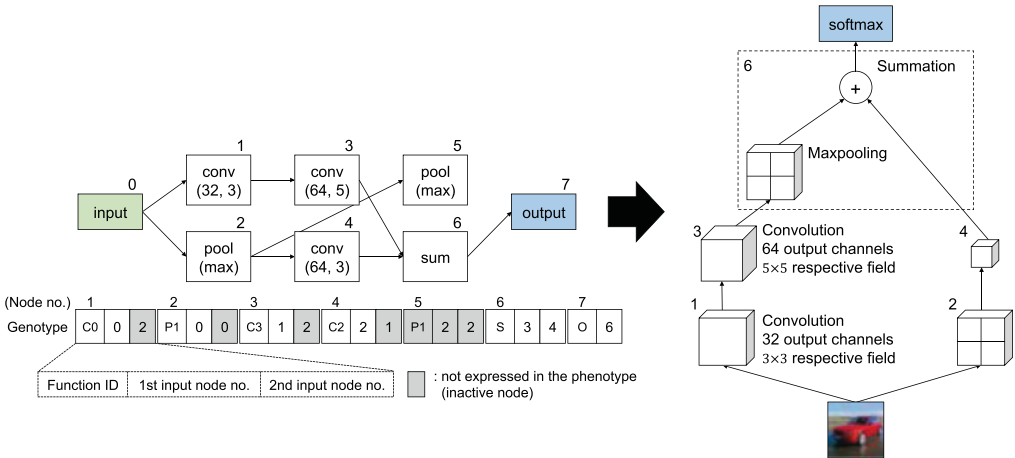 0
input
1
conv
(32, 3)
2
pool
(max)
3
conv
(64, 5)
4
conv
(64, 3)
5
pool
(max)
6
sum
7
output
(Node no.) 1 2 3 4 5 6 7
Genotype C0 0 2 P1 0 0 C3 1 2 C2 2 1 P1 2 2 S 3 4 O 6
Function ID 1st input node no. 2nd input node no.
: not expressed in the phenotype
(inactive node)
softmax
6
Summation
+
Maxpooling
3
Convolution
64 output channels
5×5 respective field
4
1
Convolution
32 output channels
3×3 respective field
2